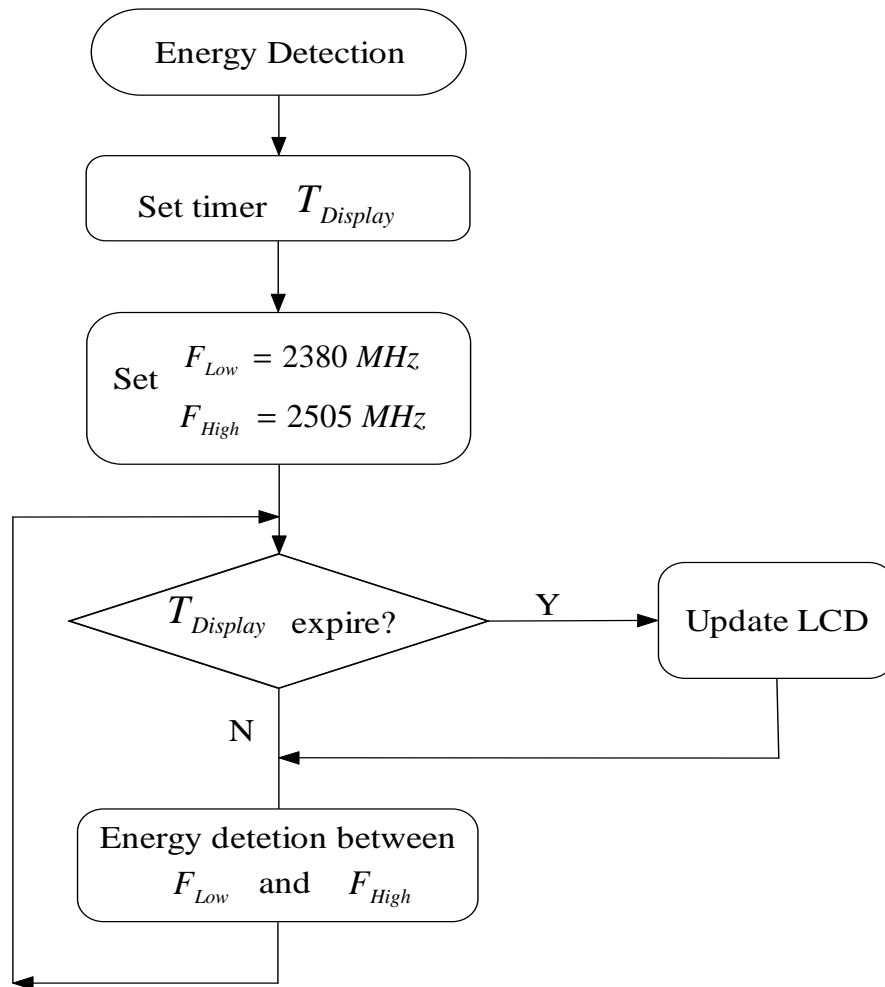 Energy Detection
Set timer T_Display
Set F_Low = 2380 MHz
F_High = 2505 MHz
T_Display expire?
Y
Update LCD
N
Energy detetion between
F_Low and F_High